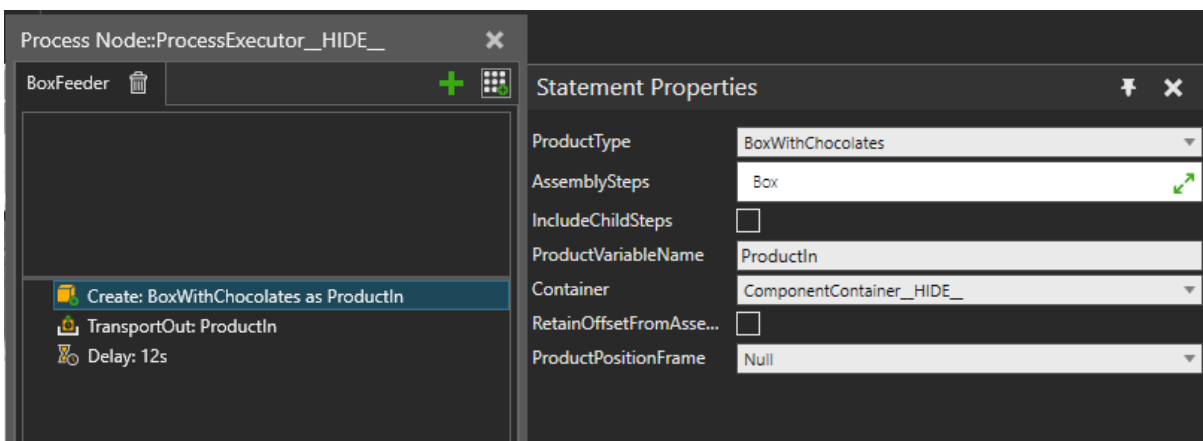 Process Node::ProcessExecutor__HIDE__
BoxFeeder
Create: BoxWithChocolates as ProductIn
TransportOut: ProductIn
Delay: 12s
Statement Properties
ProductType BoxWithChocolates
AssemblySteps Box
IncludeChildSteps
ProductVariableName ProductIn
Container ComponentContainer__HIDE__
RetainOffsetFromAsse...
ProductPositionFrame Null